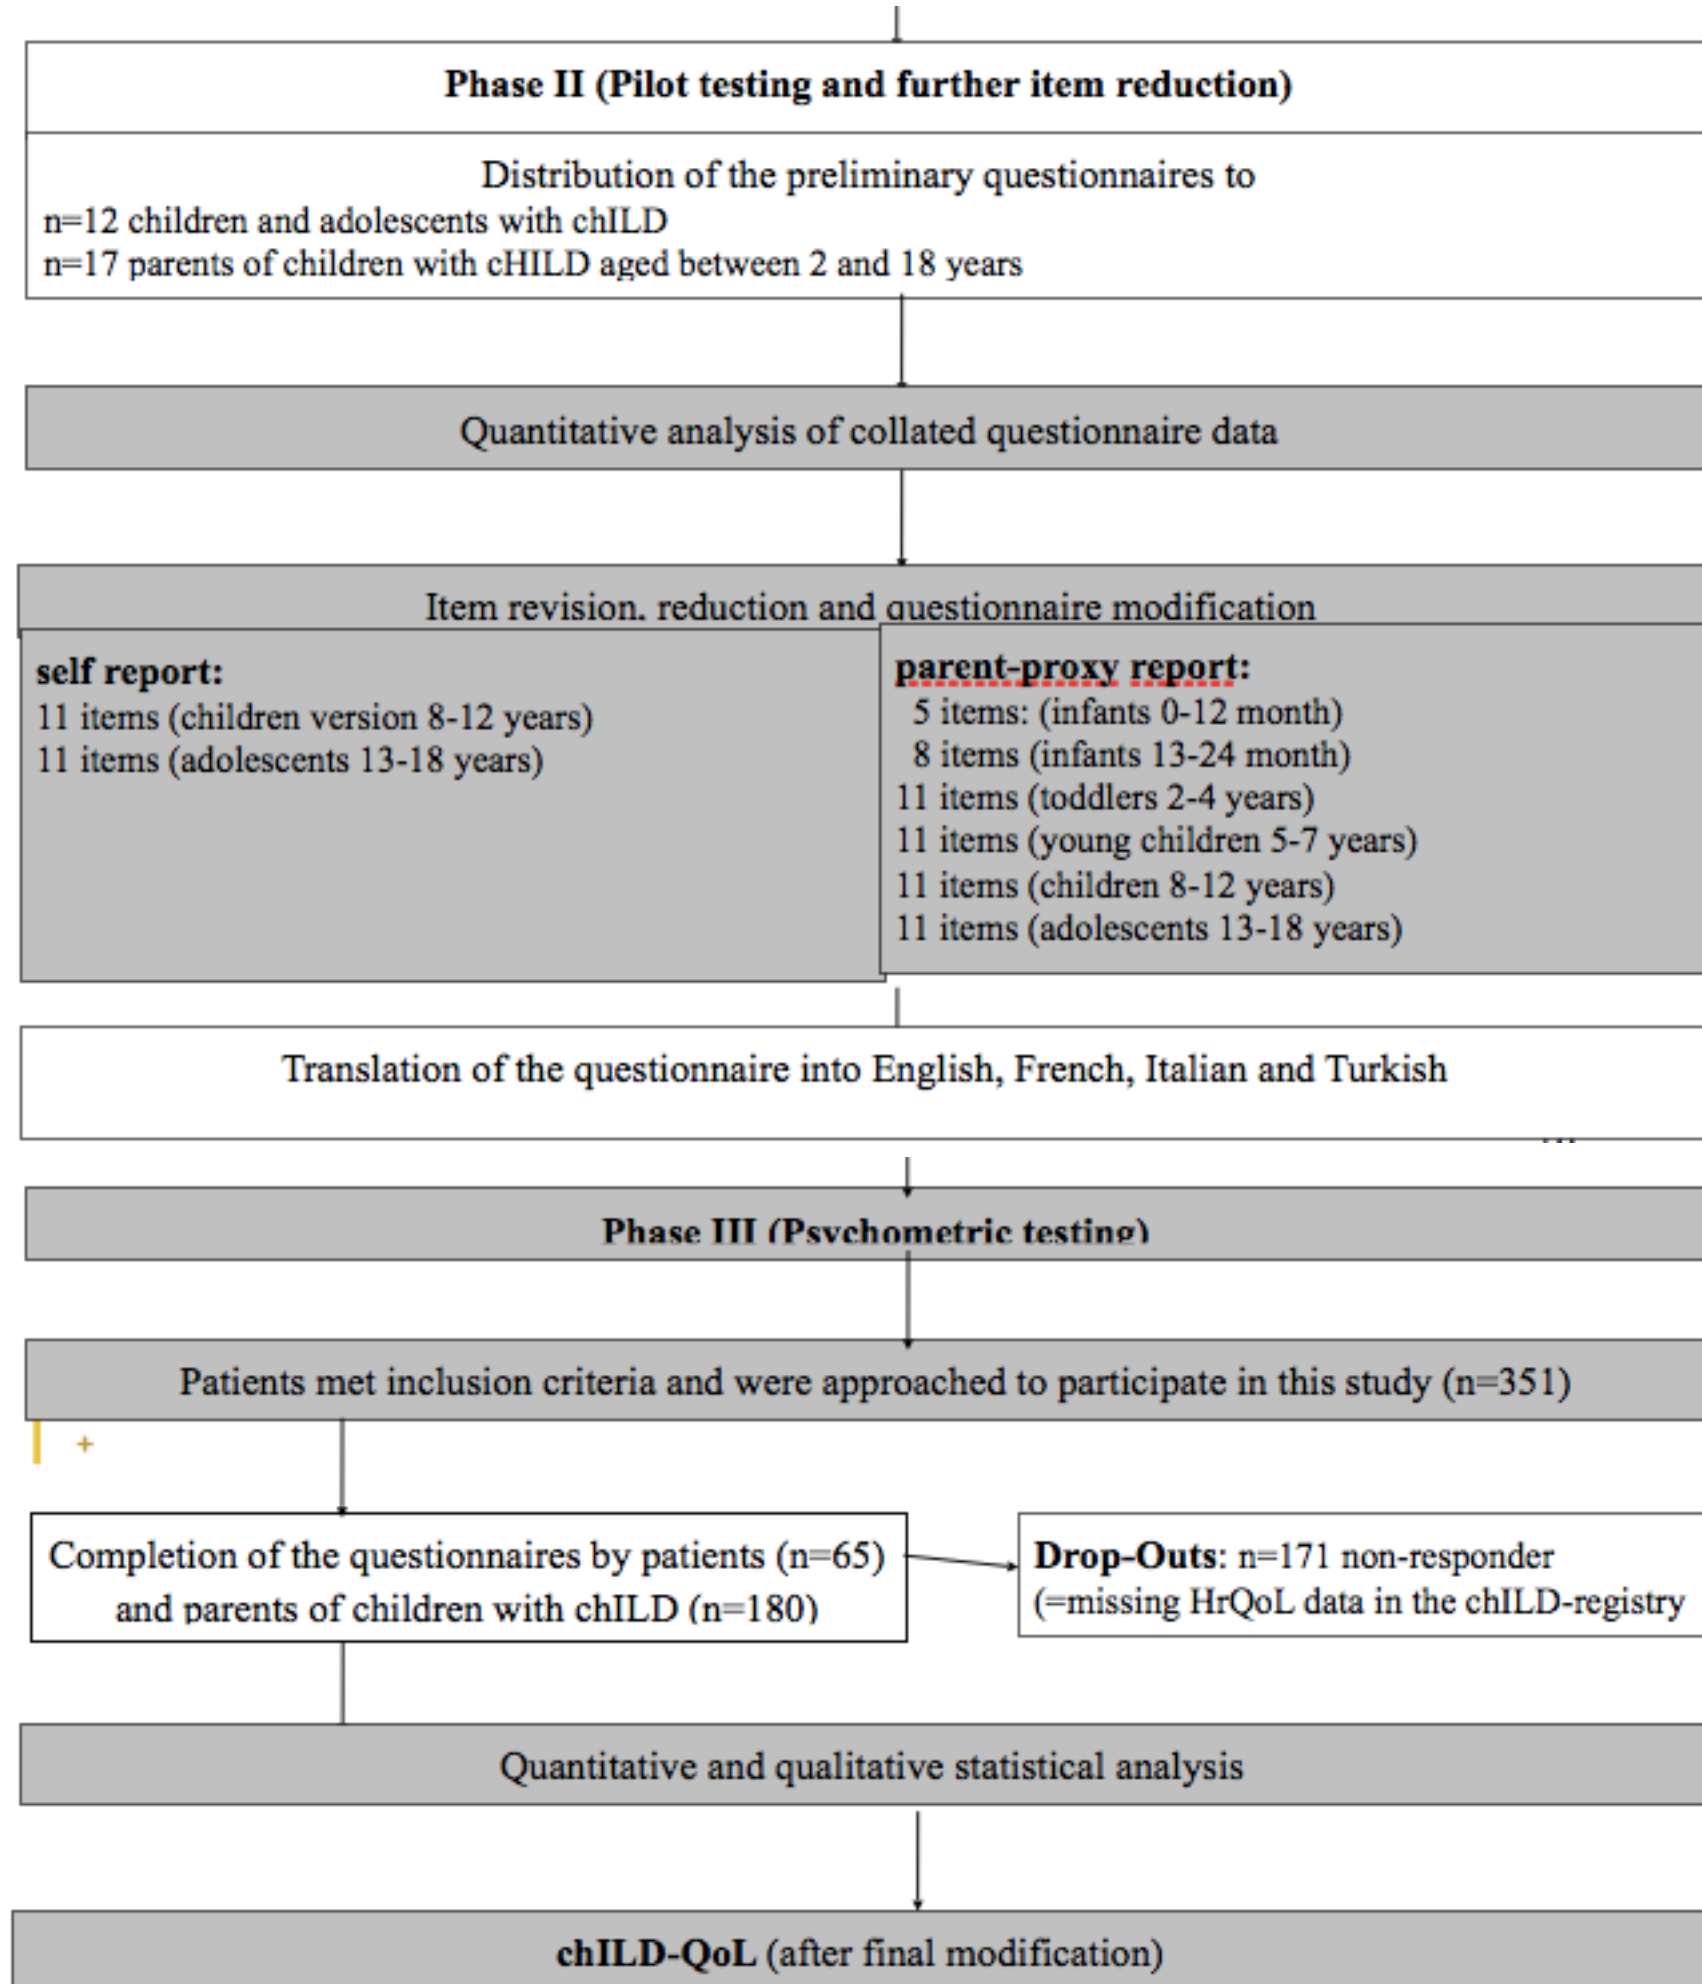 Phase II (Pilot testing and further item reduction)
Distribution of the preliminary questionnaires to
n=12 children and adolescents with chILD
n=17 parents of children with cHILD aged between 2 and 18 years
Quantitative analysis of collated questionnaire data
Item revision, reduction and questionnaire modification
self report:
11 items (children version 8-12 years)
11 items (adolescents 13-18 years)
parent-proxy report:
5 items: (infants 0-12 month)
8 items (infants 13-24 month)
11 items (toddlers 2-4 years)
11 items (young children 5-7 years)
11 items (children 8-12 years)
11 items (adolescents 13-18 years)
Translation of the questionnaire into English, French, Italian and Turkish
...
Phase III (Psychometric testing)
Patients met inclusion criteria and were approached to participate in this study (n=351)
+
Completion of the questionnaires by patients (n=65)
and parents of children with chILD (n=180)
Drop-Outs: n=171 non-responder
(=missing HrQoL data in the chILD-registry
Quantitative and qualitative statistical analysis
chILD-QoL (after final modification)